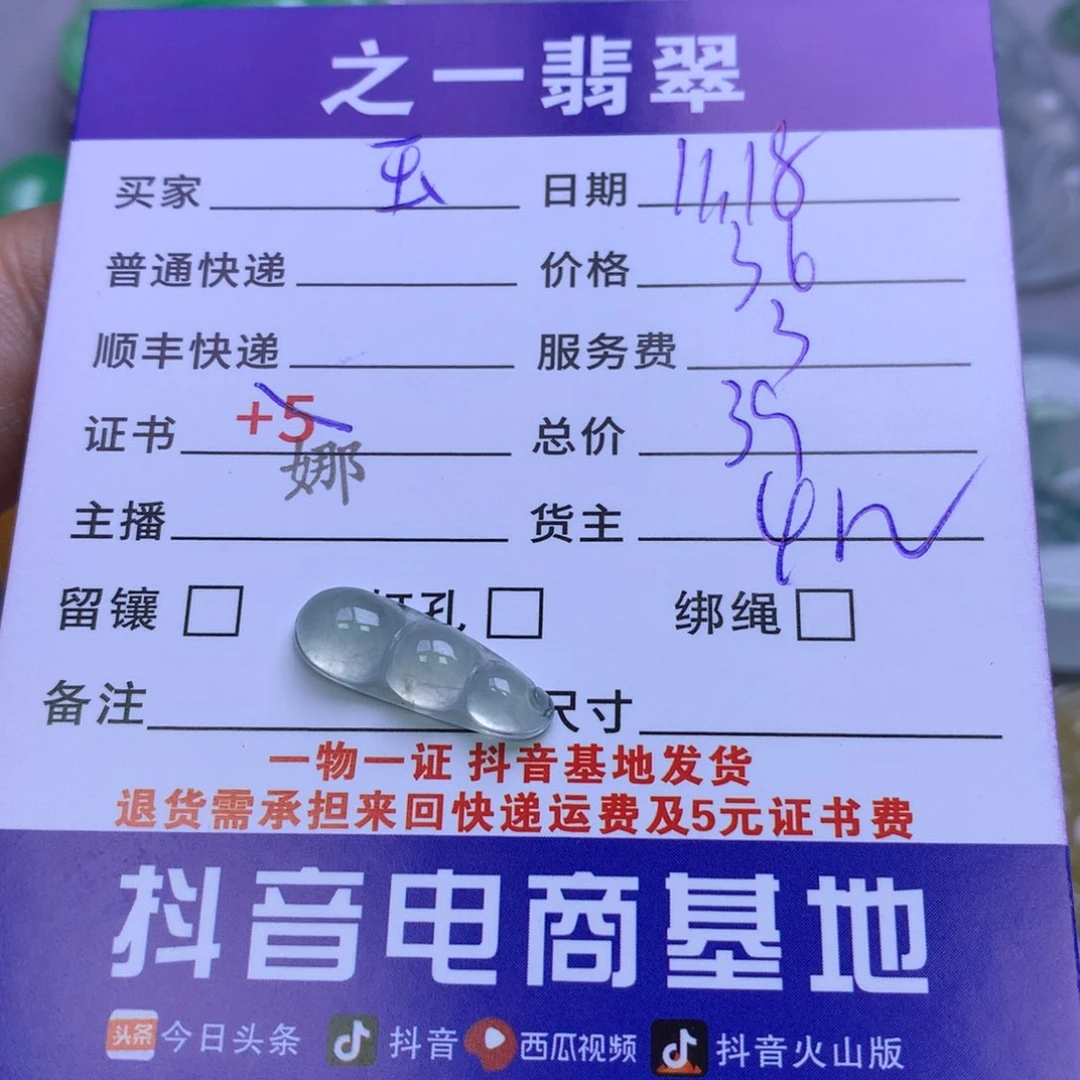 之一翡翠
买家 玉 日期 11.18
普通快递 价格 36
顺丰快递 服务费 3
证书 +5 总价 39
娜
主播 货主
留镶 □ 孔 □ 绑绳 □
备注 尺寸
一物一证 抖音基地发货
退货需承担来回快递运费及5元证书费
抖音电商基地
头条 今日头条 抖音 西瓜视频 抖音火山版